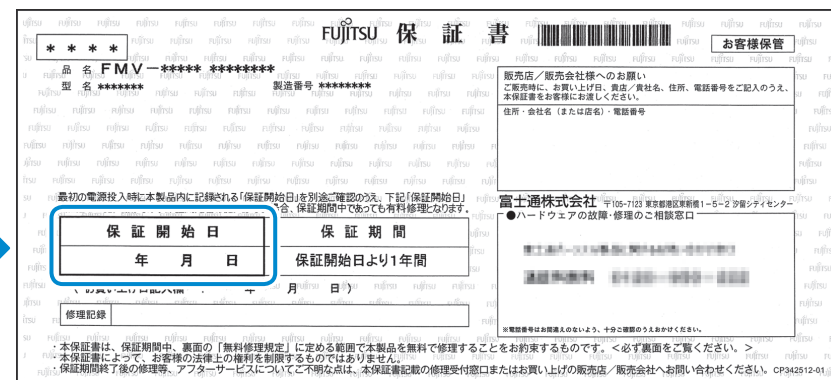 FUJITSU 保証書
お客様保管
****
品名 FMV-***** ********
型名 *******
製造番号 ********
販売店／販売会社様へのお願い
ご販売時に、お買い上げ日、貴店／貴社名、住所、電話番号をご記入のうえ、
本保証書をお客様にお渡しください。
住所・会社名（または店名）・電話番号
最初の電源投入時に本製品内に記録される「保証開始日」を別途ご確認のうえ、下記「保証開始日」
合、保証期間中であっても有料修理となります。
保証開始日
年 月 日
保証期間
保証開始日より1年間
年 月 日）
修理記録
富士通株式会社 〒105-7123 東京都港区東新橋1-5-2 汐留シティセンター
●ハードウェアの故障・修理のご相談窓口
※電話番号はお間違えのないよう、十分ご確認のうえおかけください。
・本保証書は、保証期間中、裏面の「無料修理規定」に定める範囲で本製品を無料で修理することをお約束するものです。＜必ず裏面をご覧ください。＞
・本保証書によって、お客様の法律上の権利を制限するものではありません。
・保証期間終了後の修理等、アフターサービスについてご不明な点は、本保証書記載の修理受付窓口またはお買い上げの販売店／販売会社へお問い合わせください。 CP342512-01